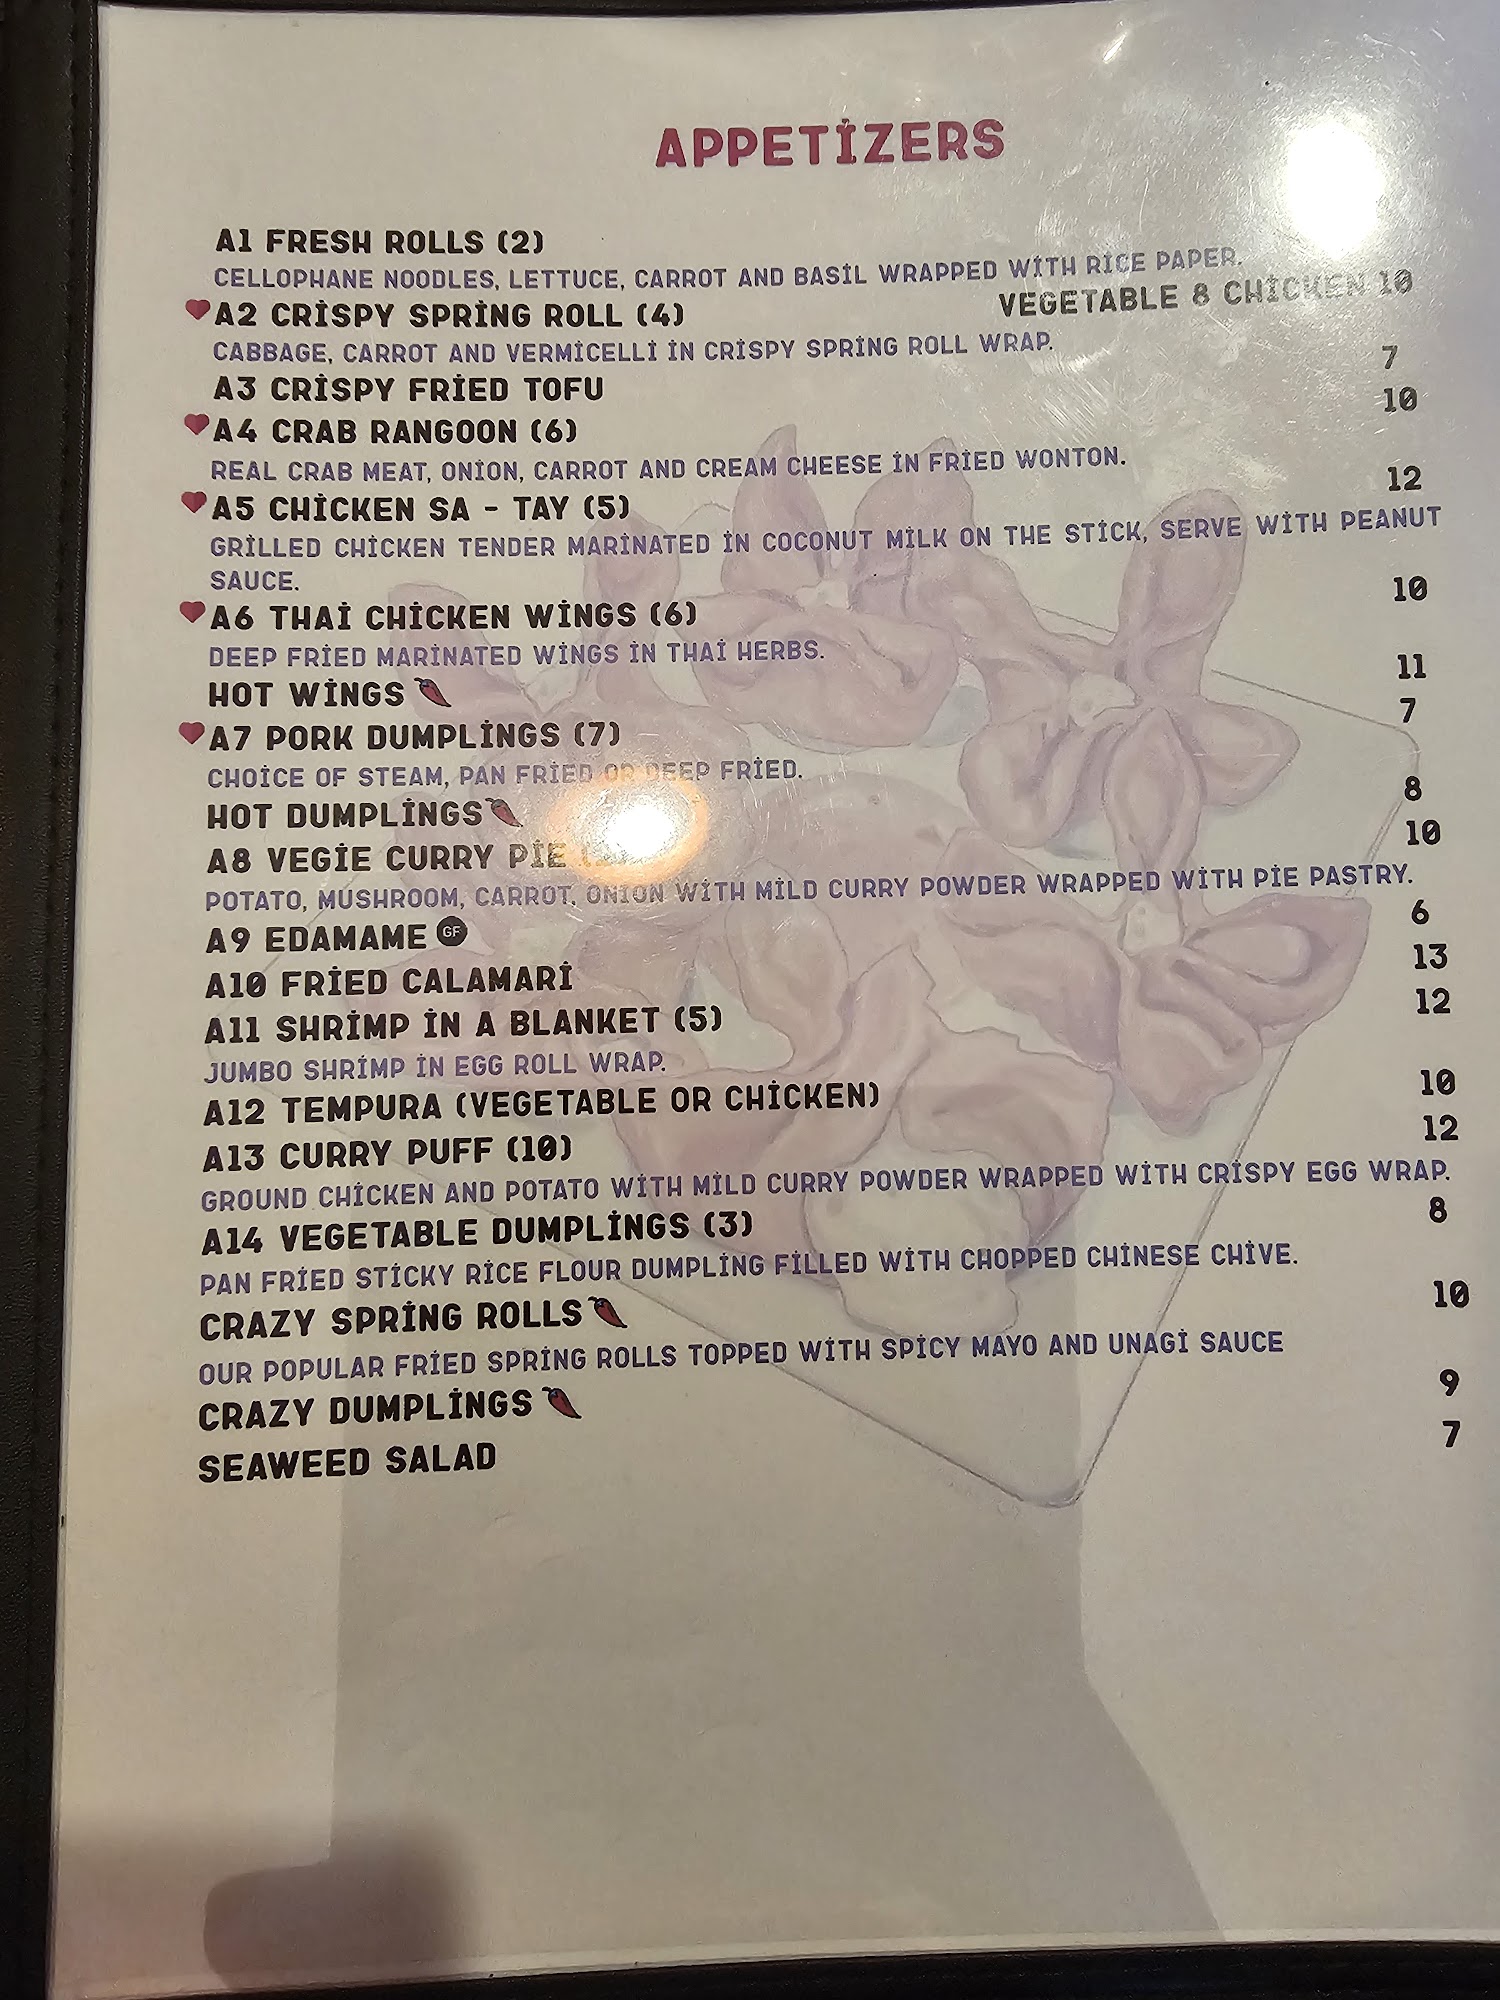 APPETIZERS
A1 FRESH ROLLS (2)
CELLOPHANE NOODLES, LETTUCE, CARROT AND BASIL WRAPPED WITH RICE PAPER.
VEGETABLE 8 CHICKEN 10
A2 CRISPY SPRING ROLL (4)
CABBAGE, CARROT AND VERMICELLI IN CRISPY SPRING ROLL WRAP.
7
A3 CRISPY FRIED TOFU 10
A4 CRAB RANGOON (6)
REAL CRAB MEAT, ONION, CARROT AND CREAM CHEESE IN FRIED WONTON.
12
A5 CHICKEN SA - TAY (5)
GRILLED CHICKEN TENDER MARINATED IN COCONUT MILK ON THE STICK, SERVE WITH PEANUT
SAUCE.
10
A6 THAI CHICKEN WINGS (6)
DEEP FRIED MARINATED WINGS IN THAI HERBS.
11
HOT WINGS 7
A7 PORK DUMPLINGS (7)
CHOICE OF STEAM, PAN FRIED OR DEEP FRIED.
8
HOT DUMPLINGS 10
A8 VEGIE CURRY PIE
POTATO, MUSHROOM, CARROT, ONION WITH MILD CURRY POWDER WRAPPED WITH PIE PASTRY.
6
A9 EDAMAME GF 13
A10 FRIED CALAMARI 12
A11 SHRIMP IN A BLANKET (5)
JUMBO SHRIMP IN EGG ROLL WRAP.
10
A12 TEMPURA (VEGETABLE OR CHICKEN) 12
A13 CURRY PUFF (10)
GROUND CHICKEN AND POTATO WITH MILD CURRY POWDER WRAPPED WITH CRISPY EGG WRAP.
8
A14 VEGETABLE DUMPLINGS (3)
PAN FRIED STICKY RICE FLOUR DUMPLING FILLED WITH CHOPPED CHINESE CHIVE.
10
CRAZY SPRING ROLLS
OUR POPULAR FRIED SPRING ROLLS TOPPED WITH SPICY MAYO AND UNAGI SAUCE
9
CRAZY DUMPLINGS 7
SEAWEED SALAD